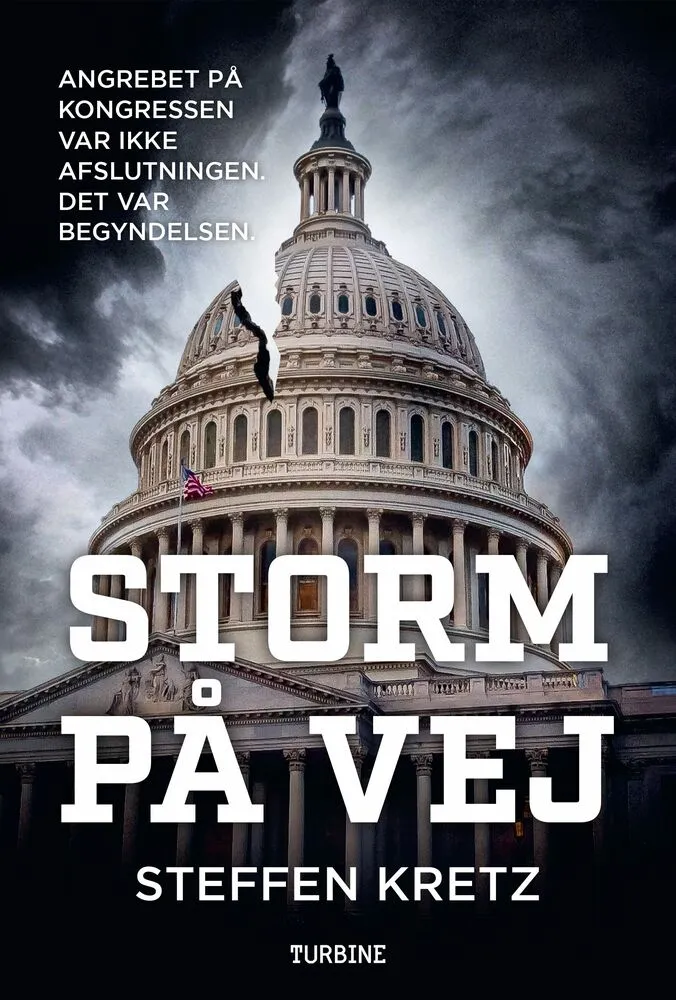 ANGREBET PÅ
KONGRESSEN
VAR IKKE
AFSLUTNINGEN.
DET VAR
BEGYNDELSEN.
STORM
PÅ VEJ
STEFFEN KRETZ
TURBINE